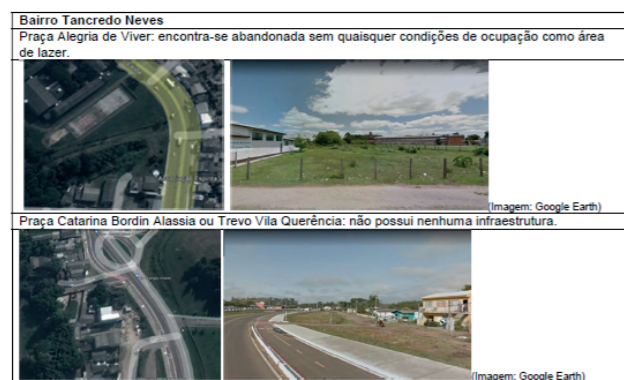 Bairro Tancredo Neves
Praça Alegria de Viver: encontra-se abandonada sem quaisquer condições de ocupação como área
de lazer.
(Imagem: Google Earth)
Praça Catarina Bordin Alassia ou Trevo Vila Querência: não possui nenhuma infraestrutura.
(Imagem: Google Earth)